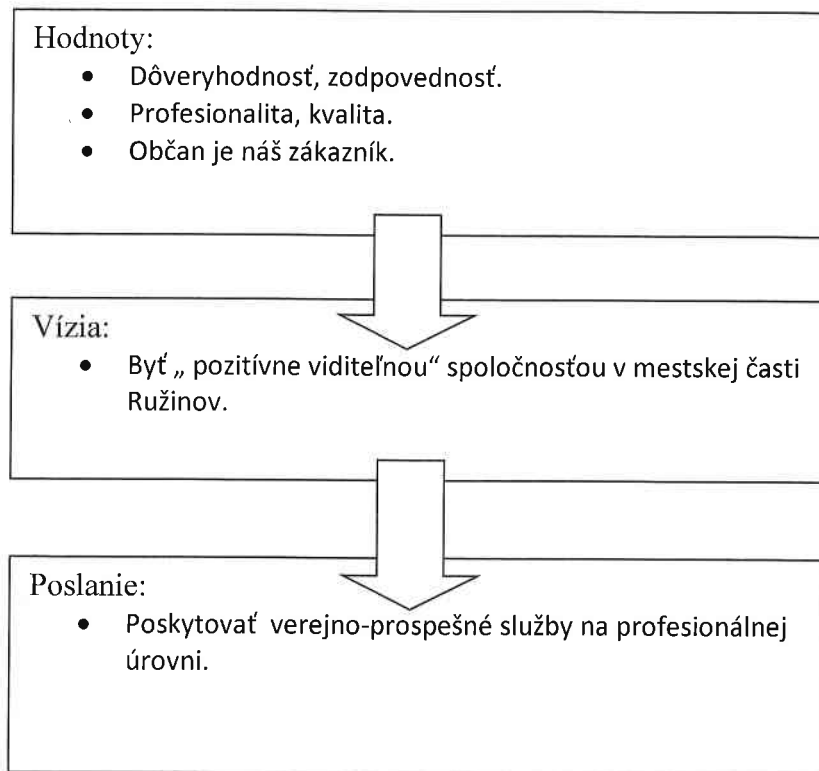 Hodnoty:
• Dôveryhodnosť, zodpovednosť.
• Profesionalita, kvalita.
• Občan je náš zákazník.
Vízia:
• Byť „ pozitívne viditeľnou“ spoločnosťou v mestskej časti
Ružinov.
Poslanie:
• Poskytovať verejno-prospešné služby na profesionálnej
úrovni.